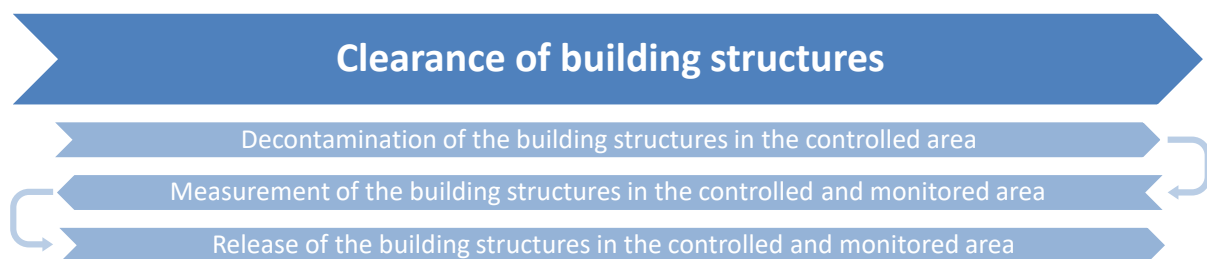 Clearance of building structures
Decontamination of the building structures in the controlled area
Measurement of the building structures in the controlled and monitored area
Release of the building structures in the controlled and monitored area